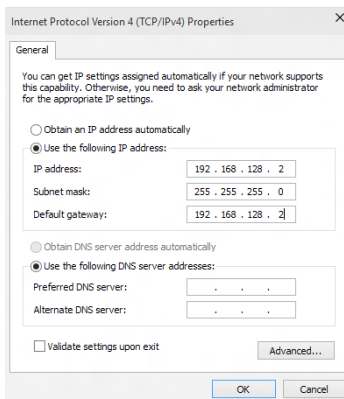 Internet Protocol Version 4 (TCP/IPv4) Properties
General
You can get IP settings assigned automatically if your network supports
this capability. Otherwise, you need to ask your network administrator
for the appropriate IP settings.
Obtain an IP address automatically
Use the following IP address:
IP address: 192 . 168 . 128 . 2
Subnet mask: 255 . 255 . 255 . 0
Default gateway: 192 . 168 . 128 . 2
Obtain DNS server address automatically
Use the following DNS server addresses:
Preferred DNS server: . . .
Alternate DNS server: . . .
Validate settings upon exit
Advanced...
OK Cancel